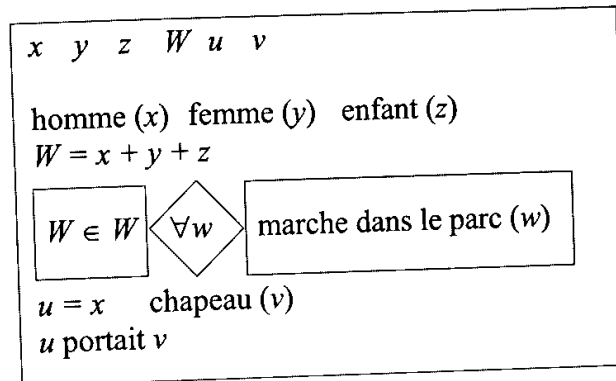 x y z W u v
homme (x) femme (y) enfant (z)
W = x + y + z
W ∈ W ∀w marche dans le parc (w)
u = x chapeau (v)
u portait v